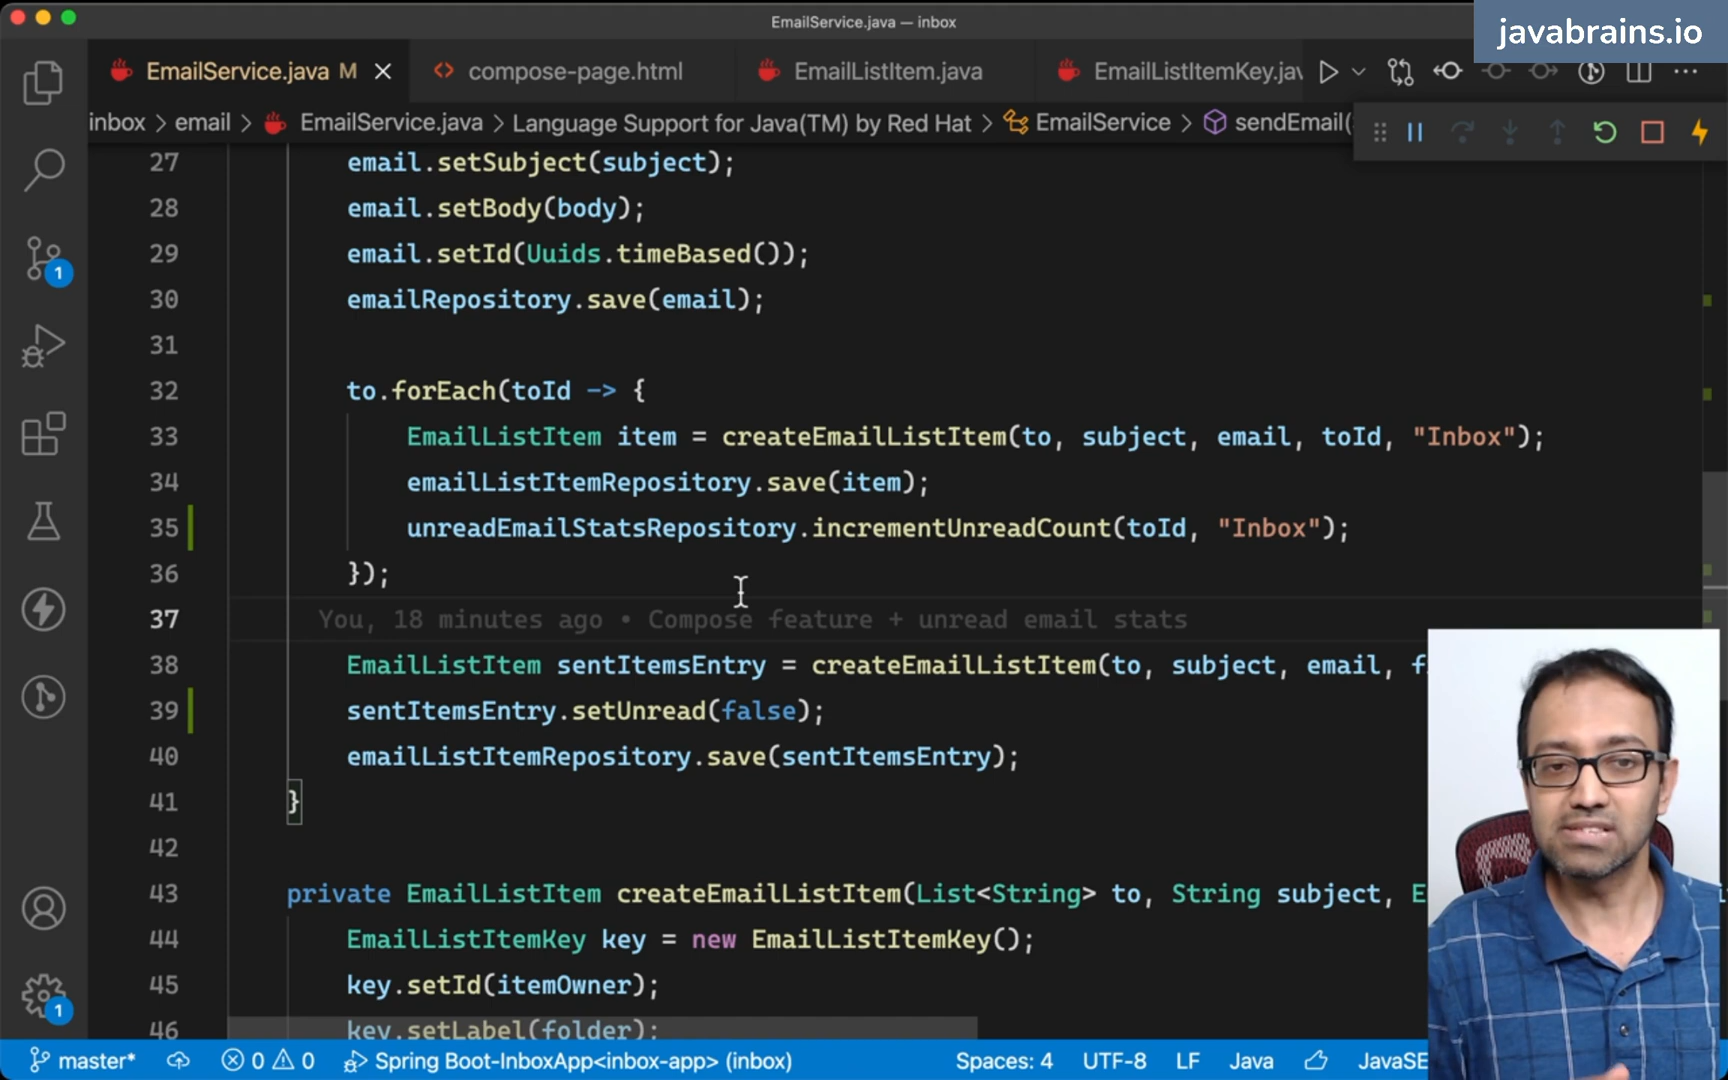 EmailService.java — inbox
javabrains.io
EmailService.java M
compose-page.html
EmailListItem.java
EmailListItemKey.jav
inbox > email > EmailService.java > Language Support for Java(TM) by Red Hat > EmailService > sendEmail(
27 email.setSubject(subject);
28 email.setBody(body);
29 email.setId(Uuids.timeBased());
30 emailRepository.save(email);
31
32 to.forEach(toId -> {
33 EmailListItem item = createEmailListItem(to, subject, email, toId, "Inbox");
34 emailListItemRepository.save(item);
35 unreadEmailStatsRepository.incrementUnreadCount(toId, "Inbox");
36 });
37 You, 18 minutes ago • Compose feature + unread email stats
38 EmailListItem sentItemsEntry = createEmailListItem(to, subject, email, f
39 sentItemsEntry.setUnread(false);
40 emailListItemRepository.save(sentItemsEntry);
41 }
42
43 private EmailListItem createEmailListItem(List<String> to, String subject, E
44 EmailListItemKey key = new EmailListItemKey();
45 key.setId(itemOwner);
46 key.setLabel(folder);
1
1
master* 0 0 Spring Boot-InboxApp<inbox-app> (inbox) Spaces: 4 UTF-8 LF Java JavaSE